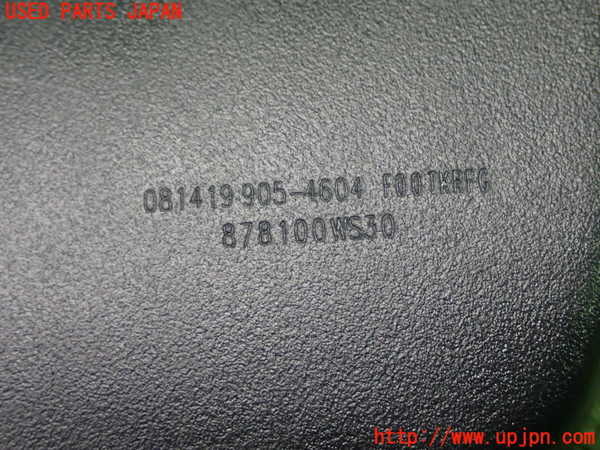 USED PARTS JAPAN
081419 905-4604 F00TKRFG
878100WS30
http://www.upjpn.com/